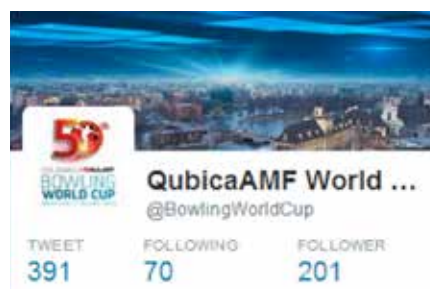 50
BOWLING
WORLD CUP
QubicaAMF World ...
@BowlingWorldCup
TWEET FOLLOWING FOLLOWER
391 70 201